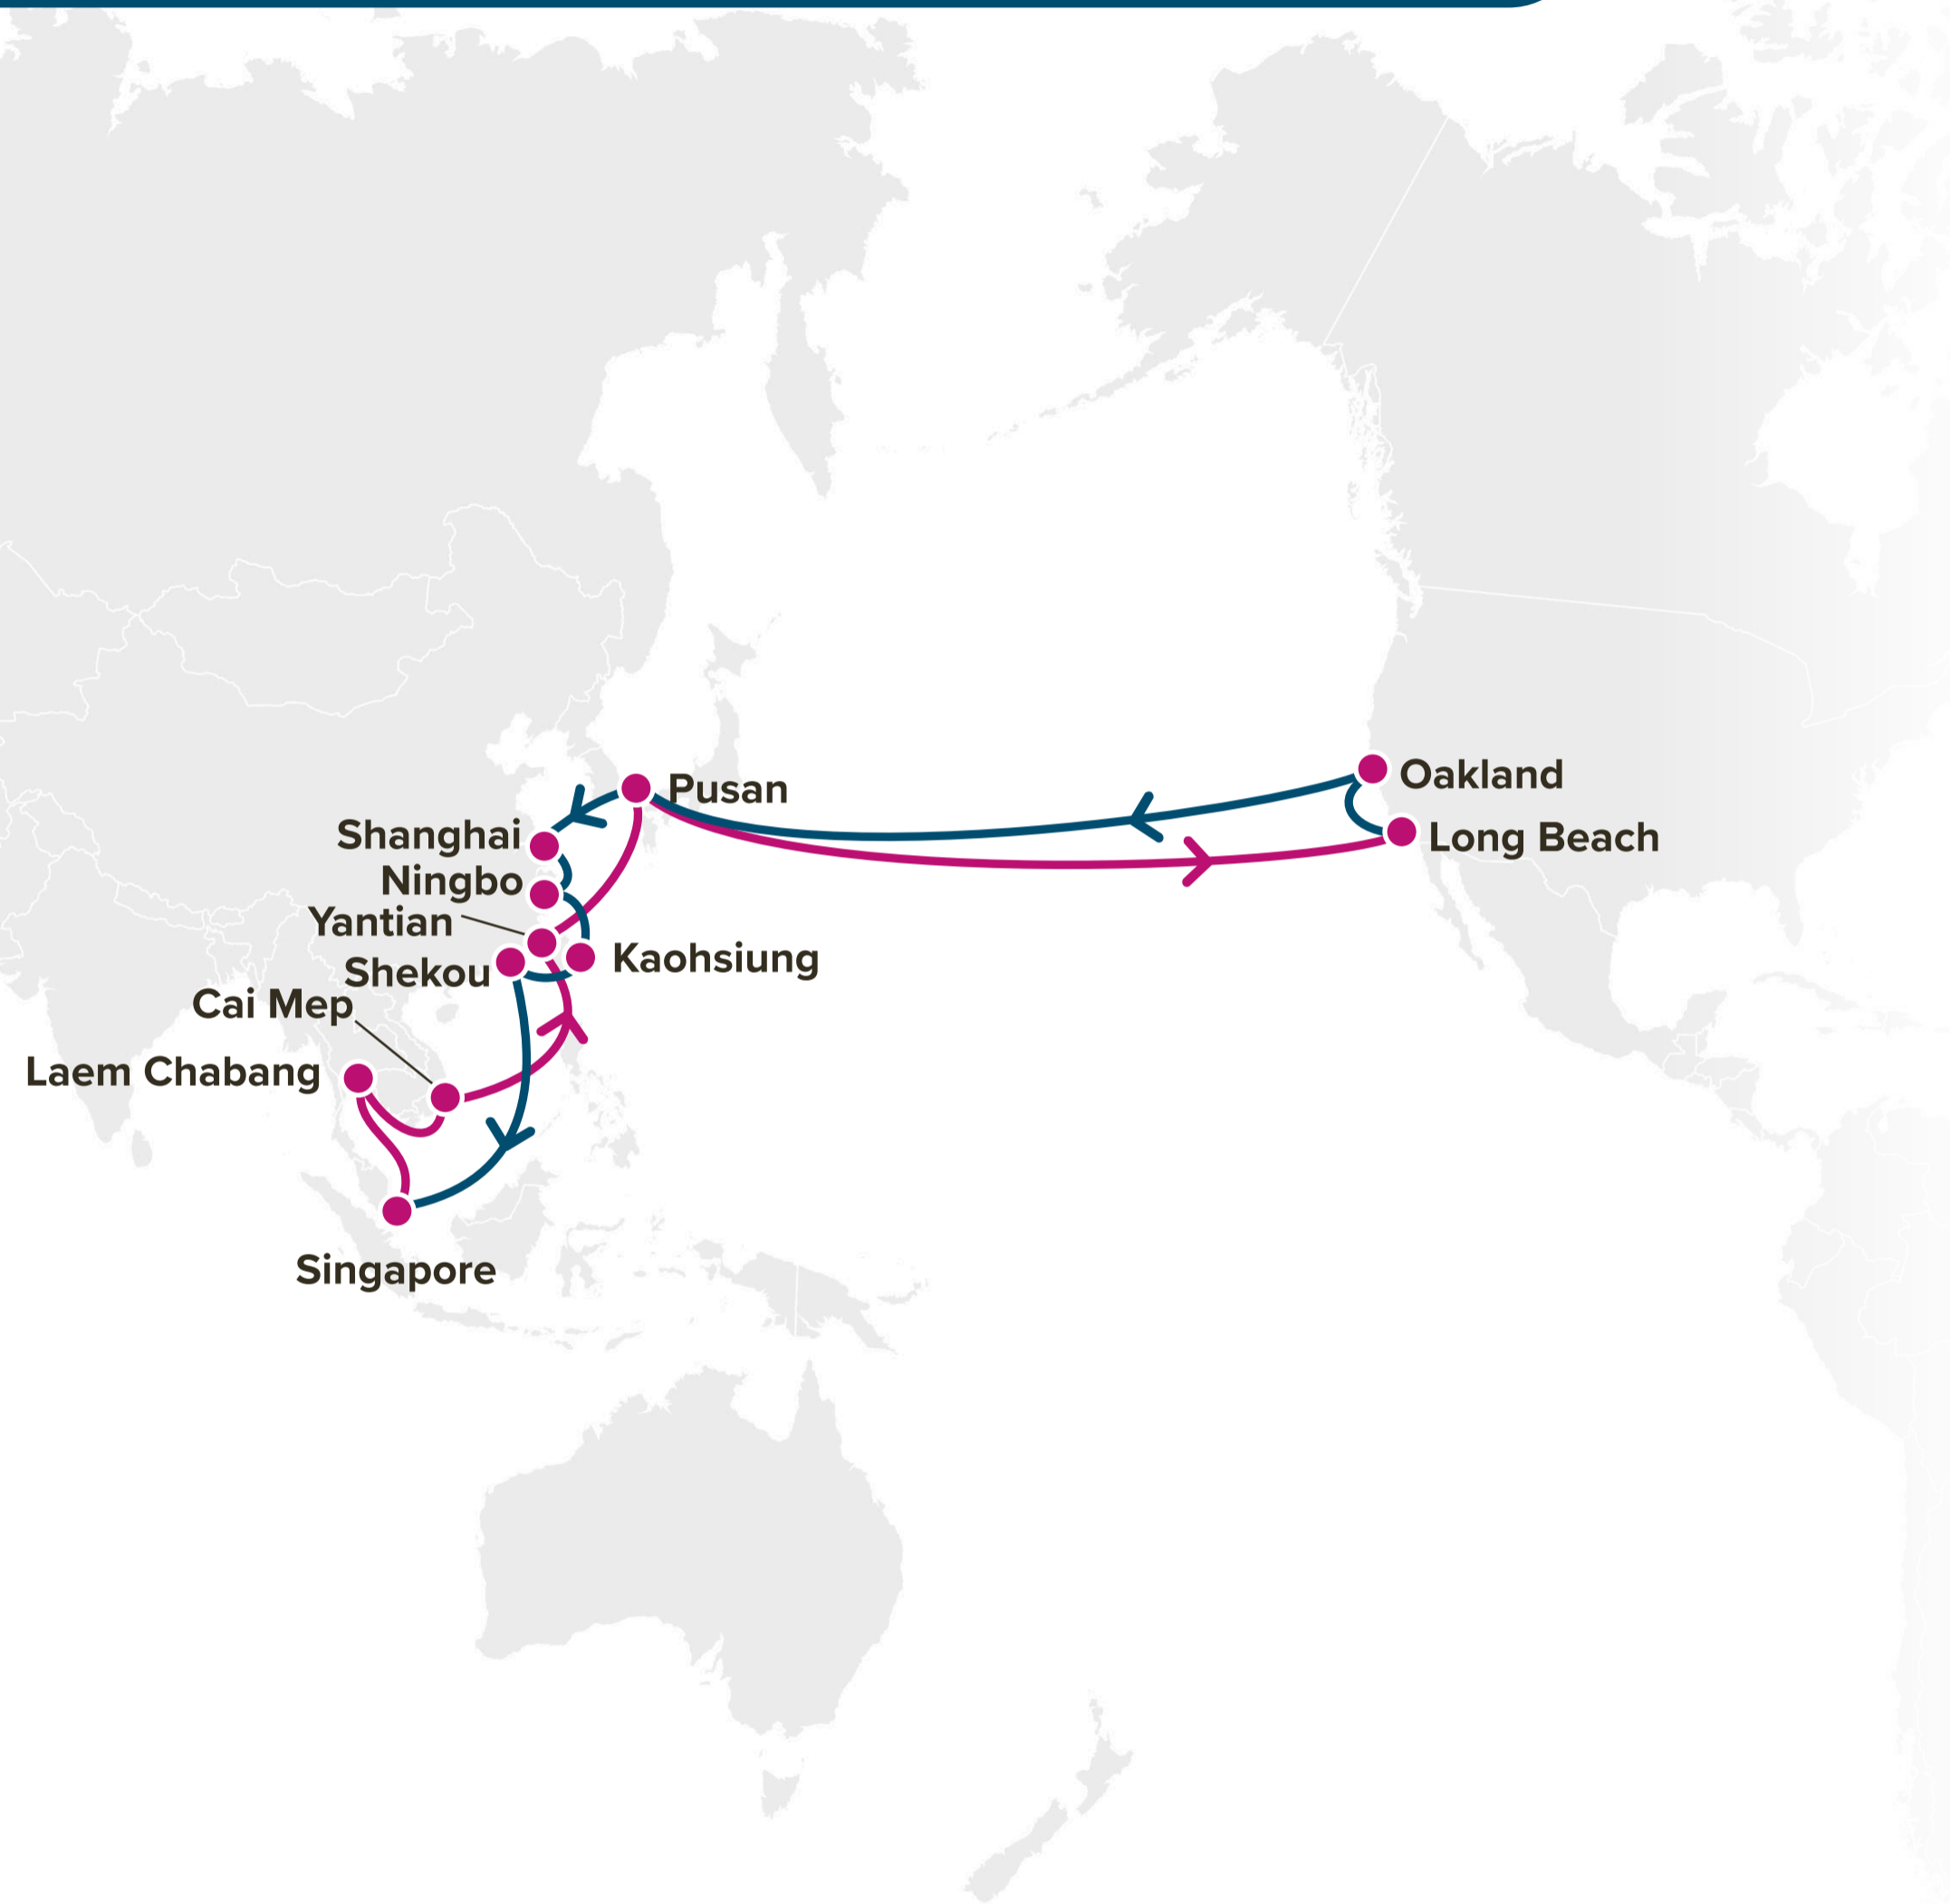 Oakland
Pusan
Long Beach
Shanghai
Ningbo
Yantian
Kaohsiung
Shekou
Cai Mep
Laem Chabang
Singapore